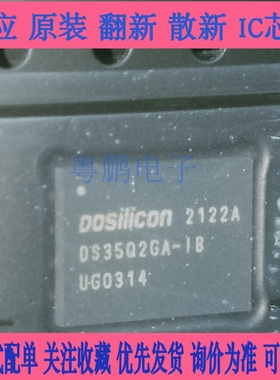 应 原装 翻新 散新 IC芯
粤鹏电子
Dosilicon 2122A
DS35Q2GA-IB
UG0314
式配单 关注收藏 优先发货 询价为准 可